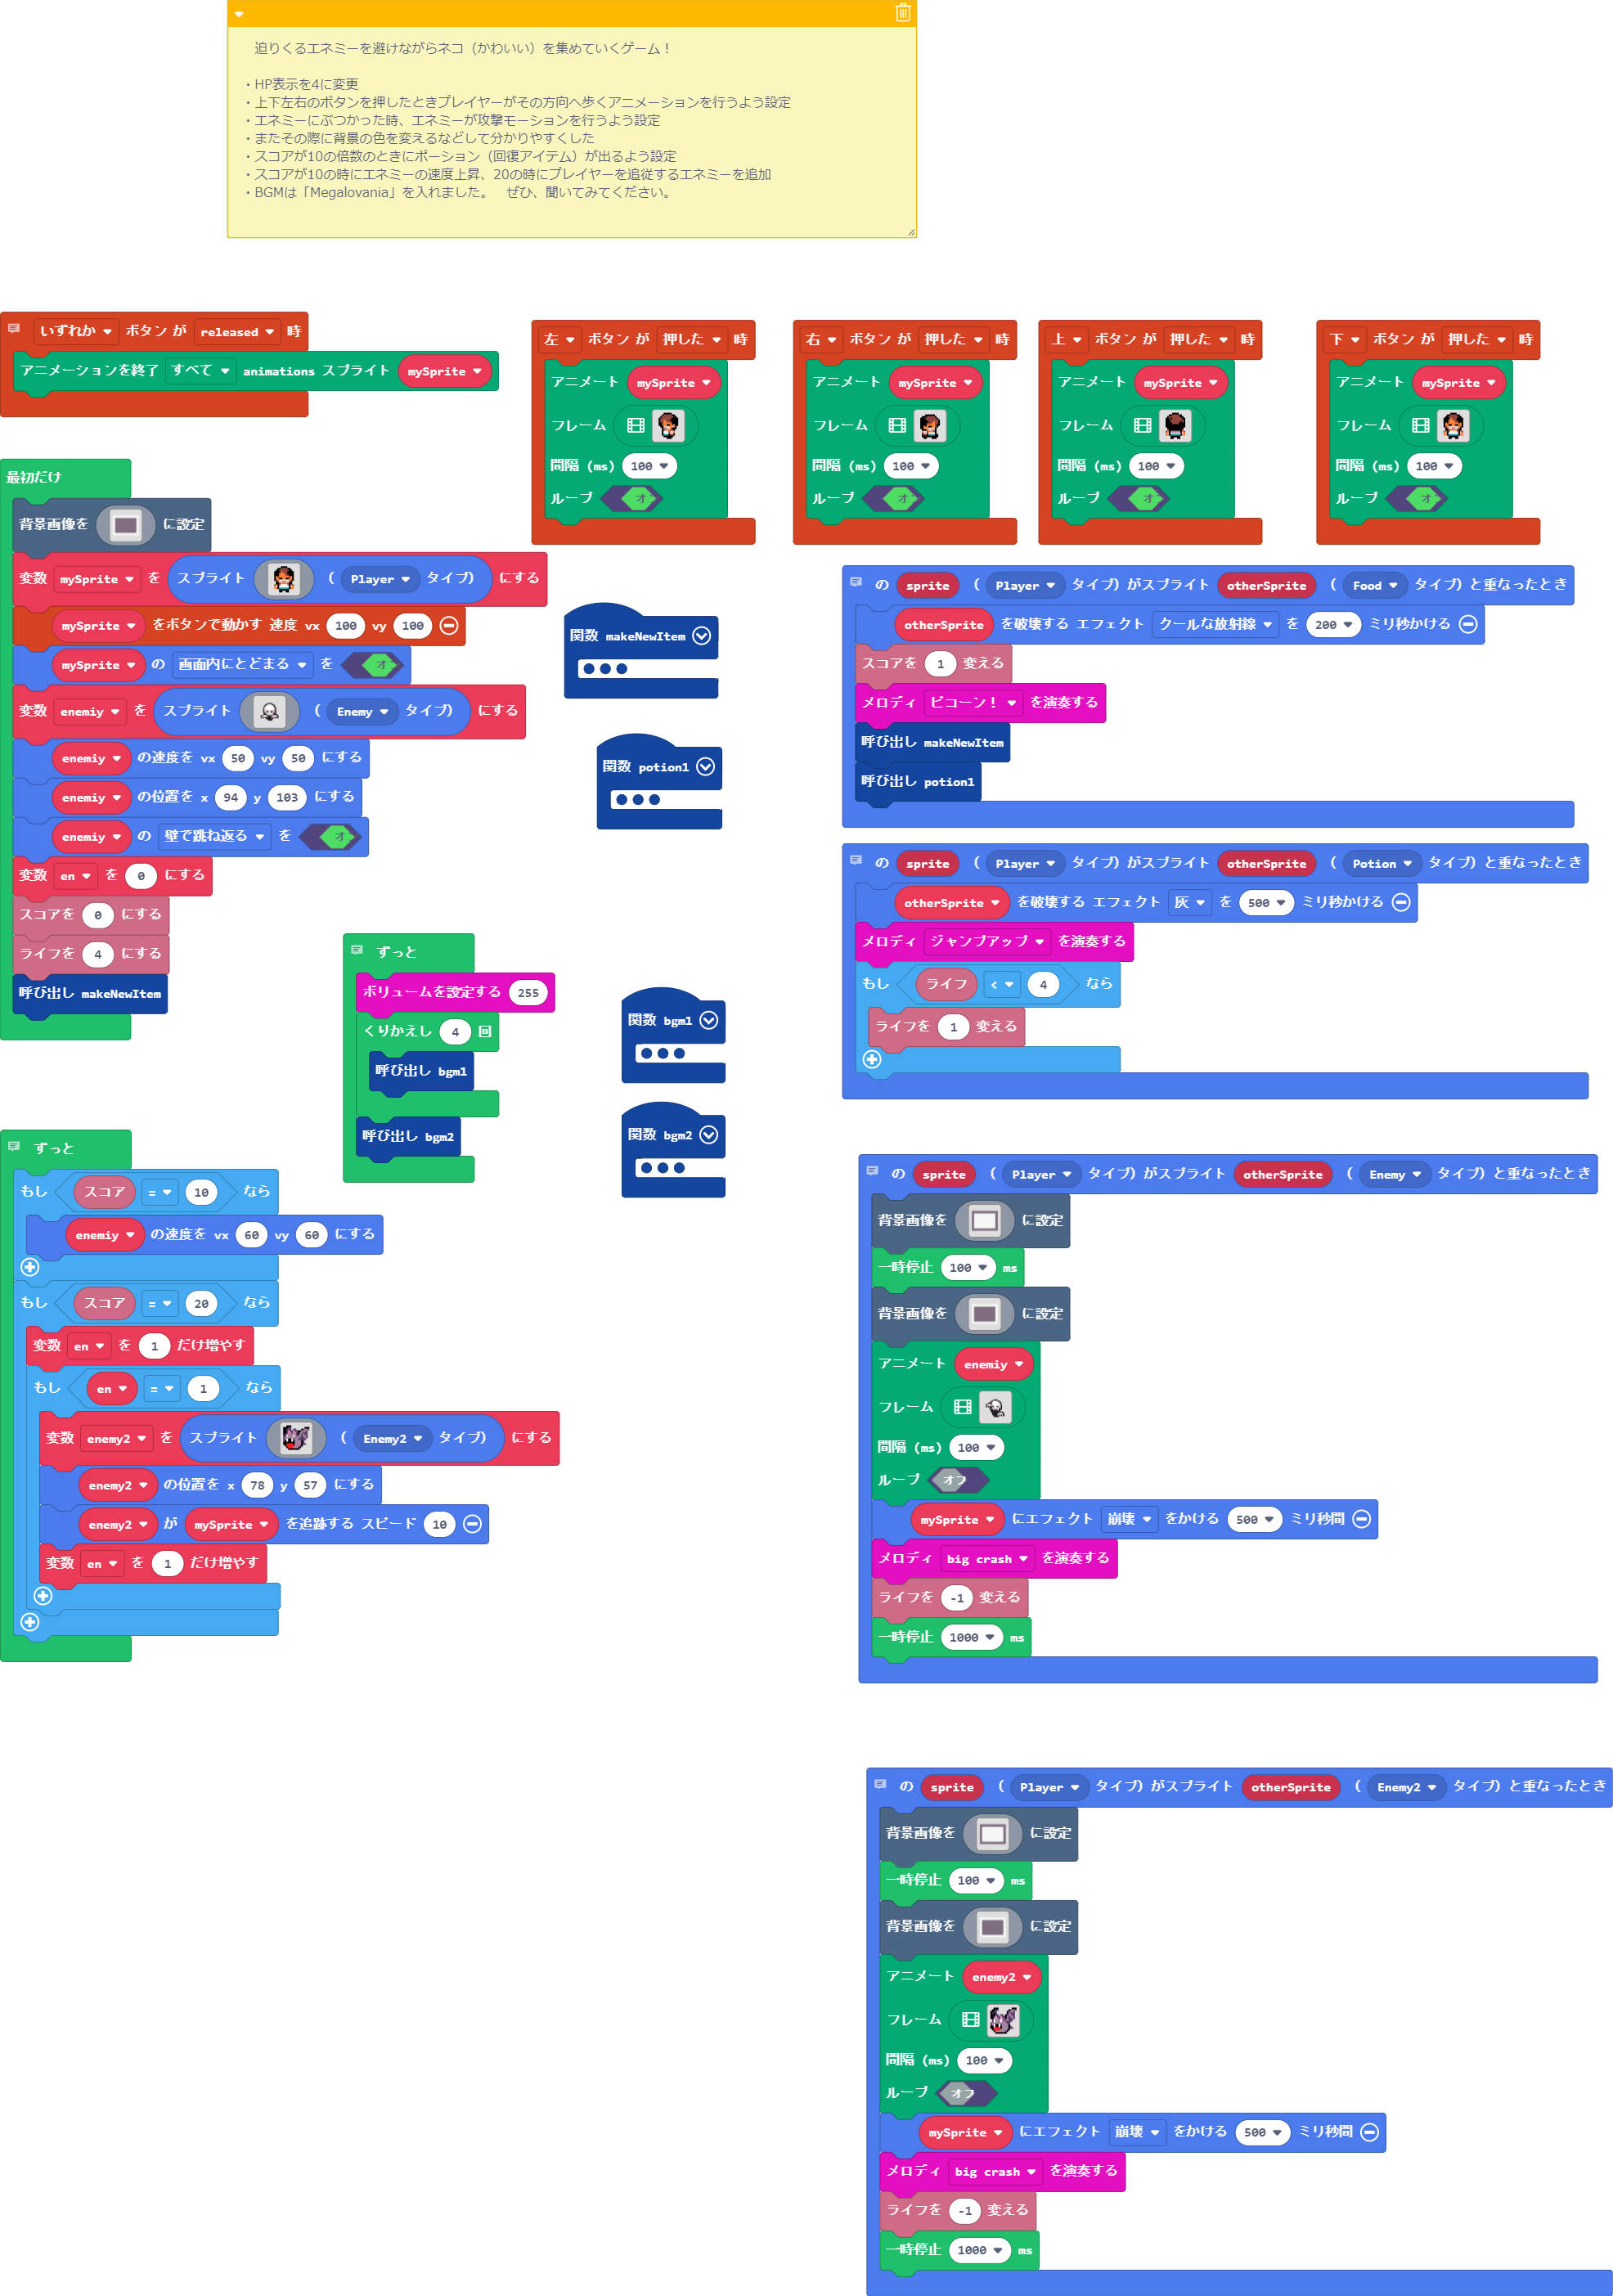 迫りくるエネミーを避けながらネコ（かわいい）を集めていくゲーム！
・HP表示を4に変更
・上下左右のボタンを押したときプレイヤーがその方向へ歩くアニメーションを行うよう設定
・エネミーにぶつかった時、エネミーが攻撃モーションを行うよう設定
・またその際に背景の色を変えるなどして分かりやすくした
・スコアが10の倍数のときにポーション（回復アイテム）が出るよう設定
・スコアが10の時にエネミーの速度上昇、20の時にプレイヤーを追従するエネミーを追加
・BGMは「Megalovania」を入れました。　ぜひ、聞いてみてください。
いずれか ボタン が released 時
アニメーションを終了 すべて animations スプライト mySprite
左 ボタン が 押した 時
アニメート mySprite
フレーム
間隔 (ms) 100
ループ オ
右 ボタン が 押した 時
アニメート mySprite
フレーム
間隔 (ms) 100
ループ オ
上 ボタン が 押した 時
アニメート mySprite
フレーム
間隔 (ms) 100
ループ オ
下 ボタン が 押した 時
アニメート mySprite
フレーム
間隔 (ms) 100
ループ オ
最初だけ
背景画像を に設定
変数 mySprite を スプライト （ Player タイプ） にする
mySprite をボタンで動かす 速度 vx 100 vy 100
mySprite の 画面内にとどまる を オ
変数 enemiy を スプライト （ Enemy タイプ） にする
enemiy の速度を vx 50 vy 50 にする
enemiy の位置を x 94 y 103 にする
enemiy の 壁で跳ね返る を オ
変数 en を 0 にする
スコアを 0 にする
ライフを 4 にする
呼び出し makeNewItem
関数 makeNewItem
関数 potion1
の sprite （ Player タイプ）がスプライト otherSprite （ Food タイプ）と重なったとき
otherSprite を破壊する エフェクト クールな放射線 を 200 ミリ秒かける
スコアを 1 変える
メロディ ピコーン！ を演奏する
呼び出し makeNewItem
呼び出し potion1
の sprite （ Player タイプ）がスプライト otherSprite （ Potion タイプ）と重なったとき
otherSprite を破壊する エフェクト 灰 を 500 ミリ秒かける
メロディ ジャンプアップ を演奏する
もし ライフ < 4 なら
ライフを 1 変える
ずっと
ボリュームを設定する 255
くりかえし 4 回
呼び出し bgm1
呼び出し bgm2
関数 bgm1
関数 bgm2
ずっと
もし スコア = 10 なら
enemiy の速度を vx 60 vy 60 にする
もし スコア = 20 なら
変数 en を 1 だけ増やす
もし en = 1 なら
変数 enemy2 を スプライト （ Enemy2 タイプ） にする
enemy2 の位置を x 78 y 57 にする
enemy2 が mySprite を追跡する スピード 10
変数 en を 1 だけ増やす
の sprite （ Player タイプ）がスプライト otherSprite （ Enemy タイプ）と重なったとき
背景画像を に設定
一時停止 100 ms
背景画像を に設定
アニメート enemiy
フレーム
間隔 (ms) 100
ループ オフ
mySprite にエフェクト 崩壊 をかける 500 ミリ秒間
メロディ big crash を演奏する
ライフを -1 変える
一時停止 1000 ms
の sprite （ Player タイプ）がスプライト otherSprite （ Enemy2 タイプ）と重なったとき
背景画像を に設定
一時停止 100 ms
背景画像を に設定
アニメート enemy2
フレーム
間隔 (ms) 100
ループ オフ
mySprite にエフェクト 崩壊 をかける 500 ミリ秒間
メロディ big crash を演奏する
ライフを -1 変える
一時停止 1000 ms